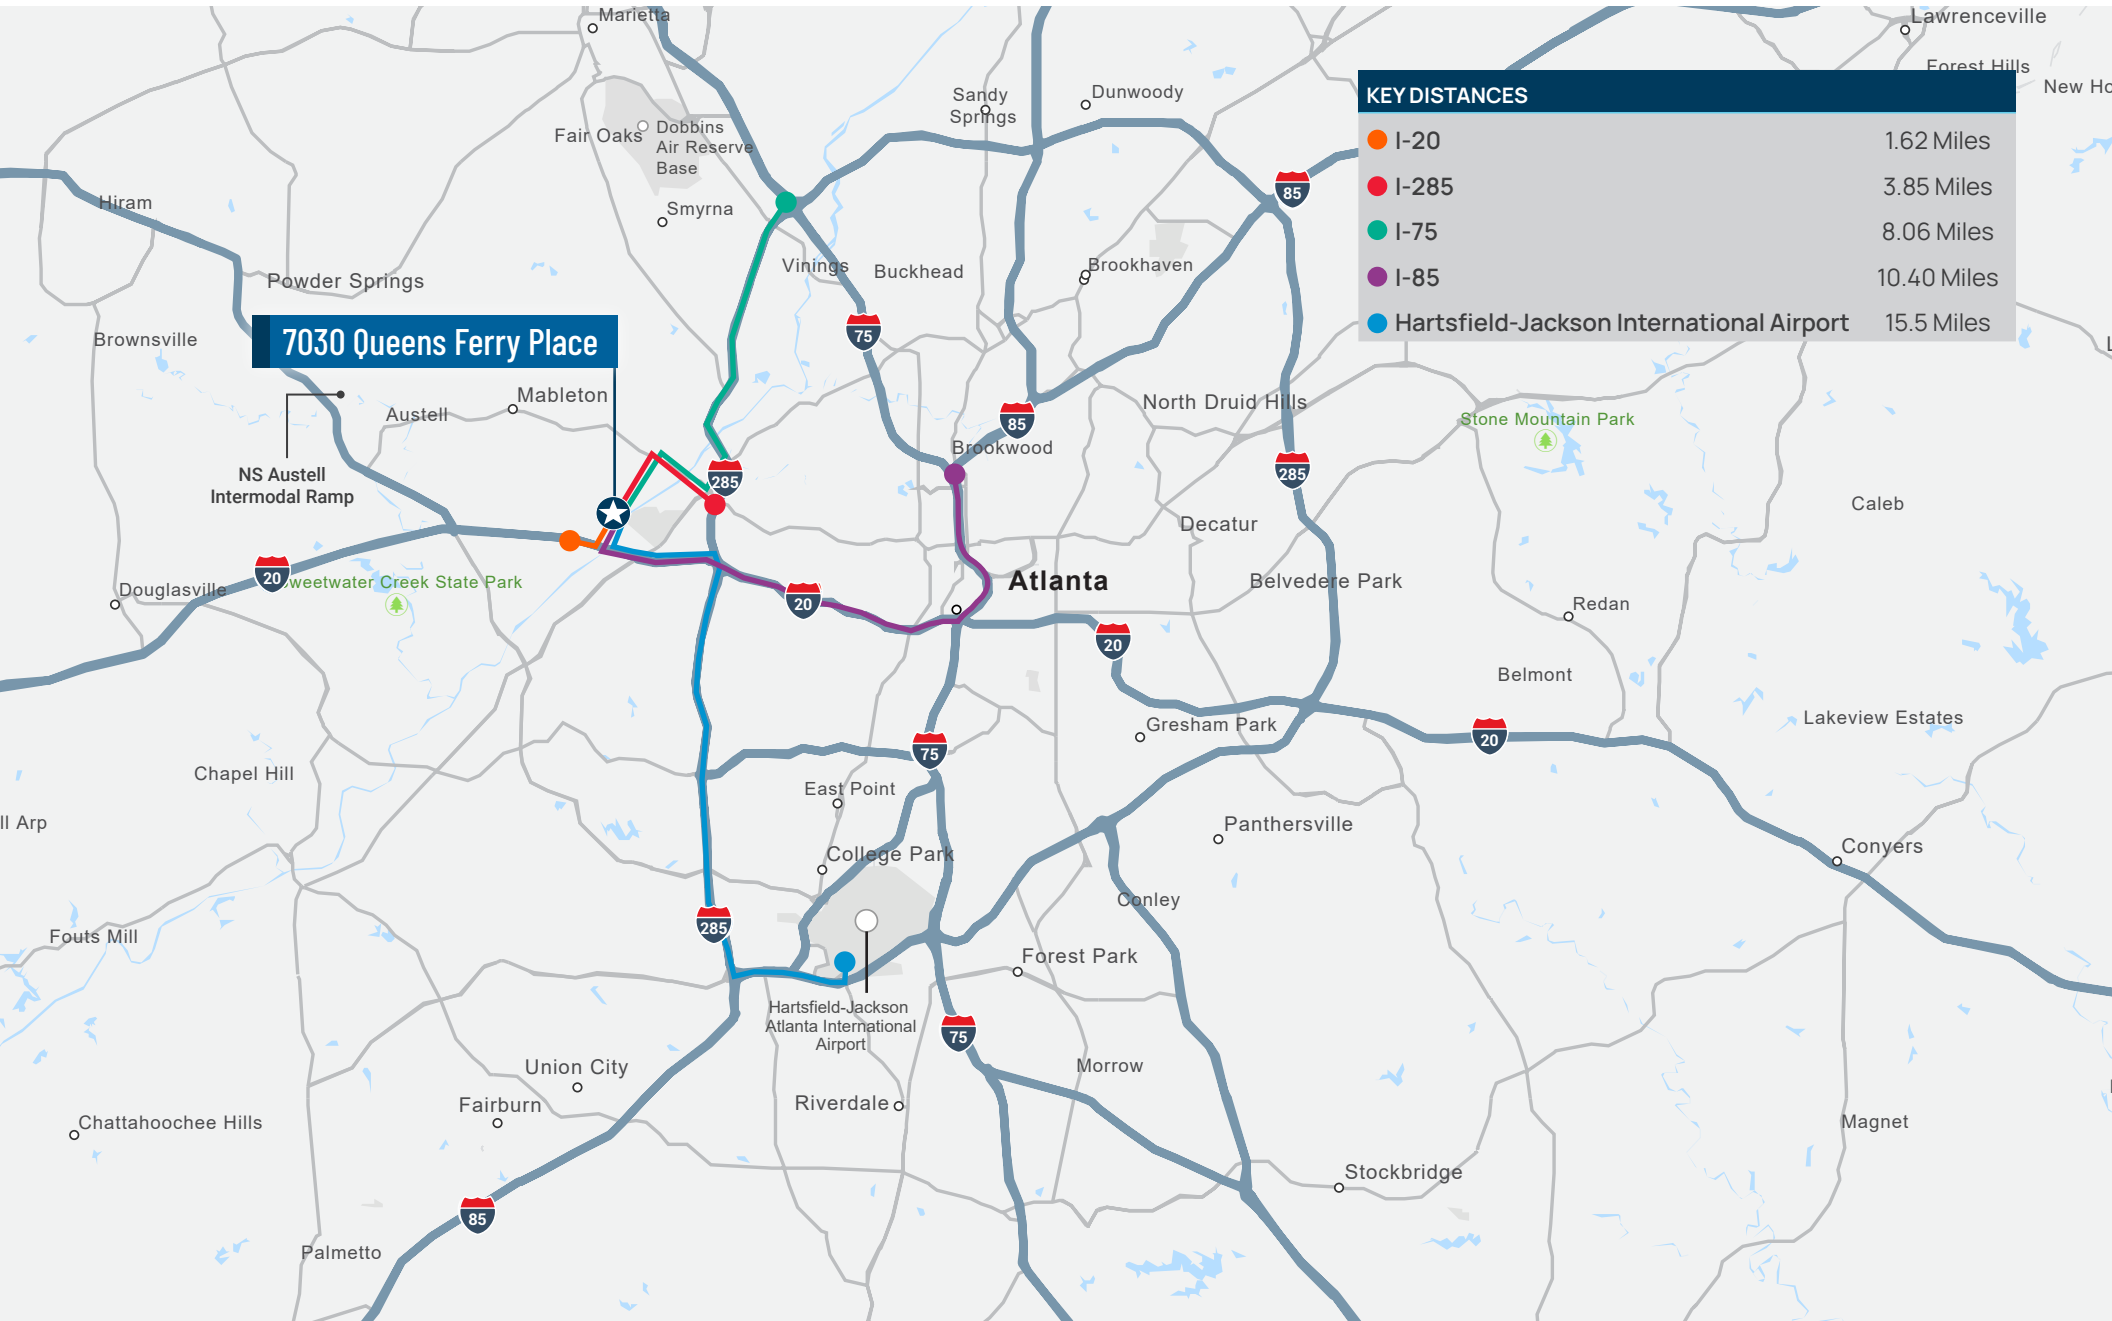 Marietta
Lawrenceville
Forest Hills
New Ho
Sandy
Springs
Dunwoody
KEY DISTANCES
I-20 1.62 Miles
I-285 3.85 Miles
I-75 8.06 Miles
I-85 10.40 Miles
Hartsfield-Jackson International Airport 15.5 Miles
Fair Oaks
Dobbins
Air Reserve
Base
85
Hiram
Smyrna
Vinings
Buckhead
Brookhaven
Powder Springs
75
Brownsville
7030 Queens Ferry Place
L
Mableton
Austell
North Druid Hills
85
Stone Mountain Park
Brookwood
NS Austell
Intermodal Ramp
285
285
Caleb
Decatur
20
Sweetwater Creek State Park
Douglasville
20
Atlanta
Belvedere Park
Redan
20
Belmont
Gresham Park
Lakeview Estates
20
75
Chapel Hill
East Point
ll Arp
Panthersville
College Park
Conyers
Conley
285
Fouts Mill
Forest Park
Hartsfield-Jackson
Atlanta International
Airport
75
Union City
Morrow
Fairburn
Riverdale
Chattahoochee Hills
Magnet
Stockbridge
85
Palmetto